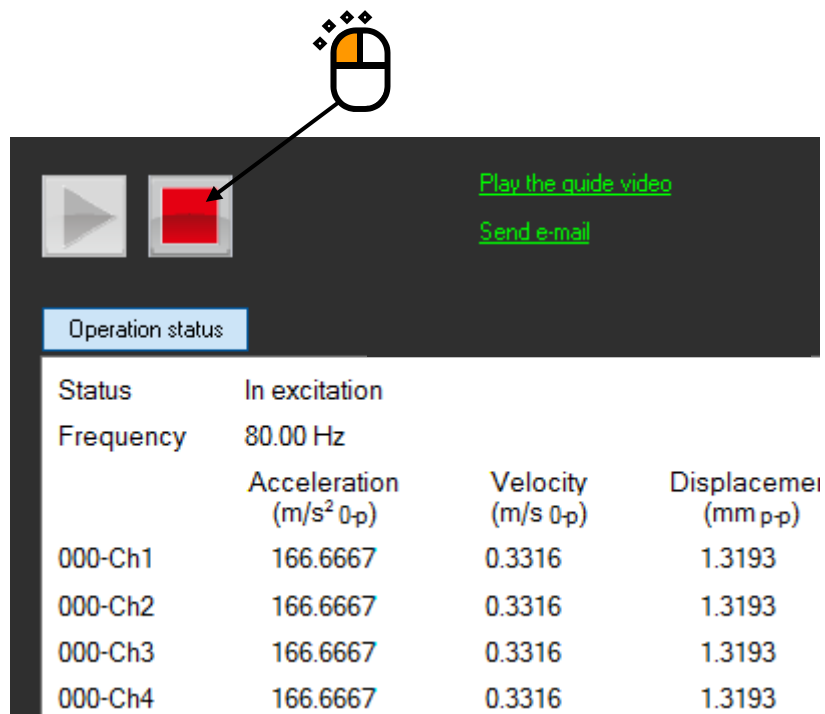 Play the guide video
Send e-mail
Operation status
Status In excitation
Frequency 80.00 Hz
Acceleration Velocity Displacemen
(m/s² 0-p) (m/s 0-p) (mm p-p)
000-Ch1 166.6667 0.3316 1.3193
000-Ch2 166.6667 0.3316 1.3193
000-Ch3 166.6667 0.3316 1.3193
000-Ch4 166.6667 0.3316 1.3193